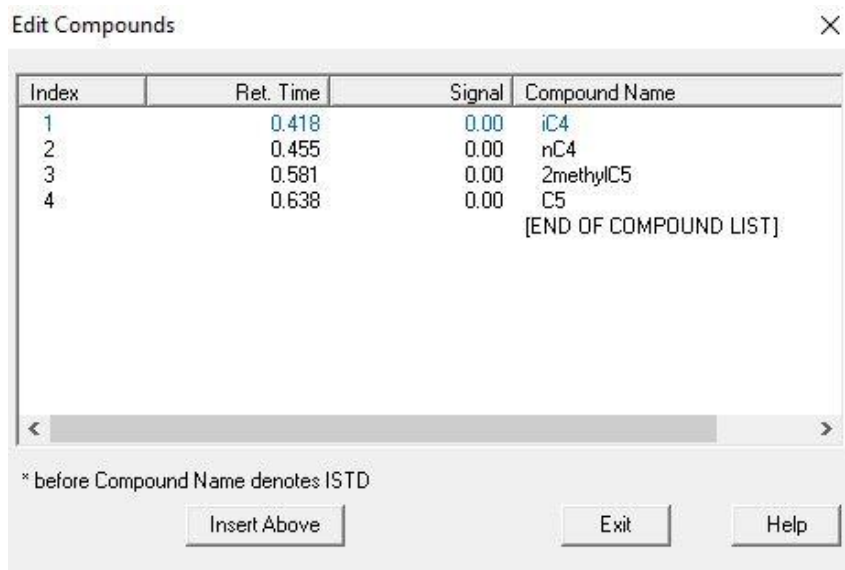 Edit Compounds
Index Ret. Time Signal Compound Name
1 0.418 0.00 iC4
2 0.455 0.00 nC4
3 0.581 0.00 2methylC5
4 0.638 0.00 C5
[END OF COMPOUND LIST]
* before Compound Name denotes ISTD
Insert Above Exit Help